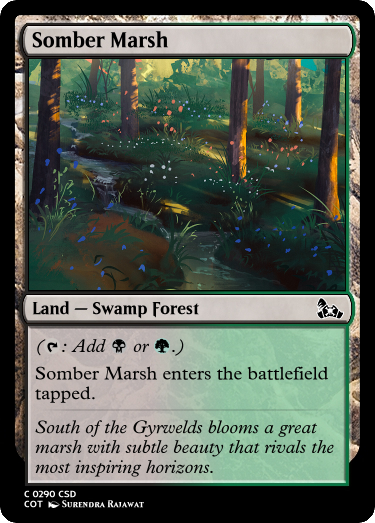 Somber Marsh
Land — Swamp Forest
(: Add or .)
Somber Marsh enters the battlefield
tapped.
South of the Gyrwelds blooms a great
marsh with subtle beauty that rivals the
most inspiring horizons.
C 0290 CSD
COT Surendra Rajawat